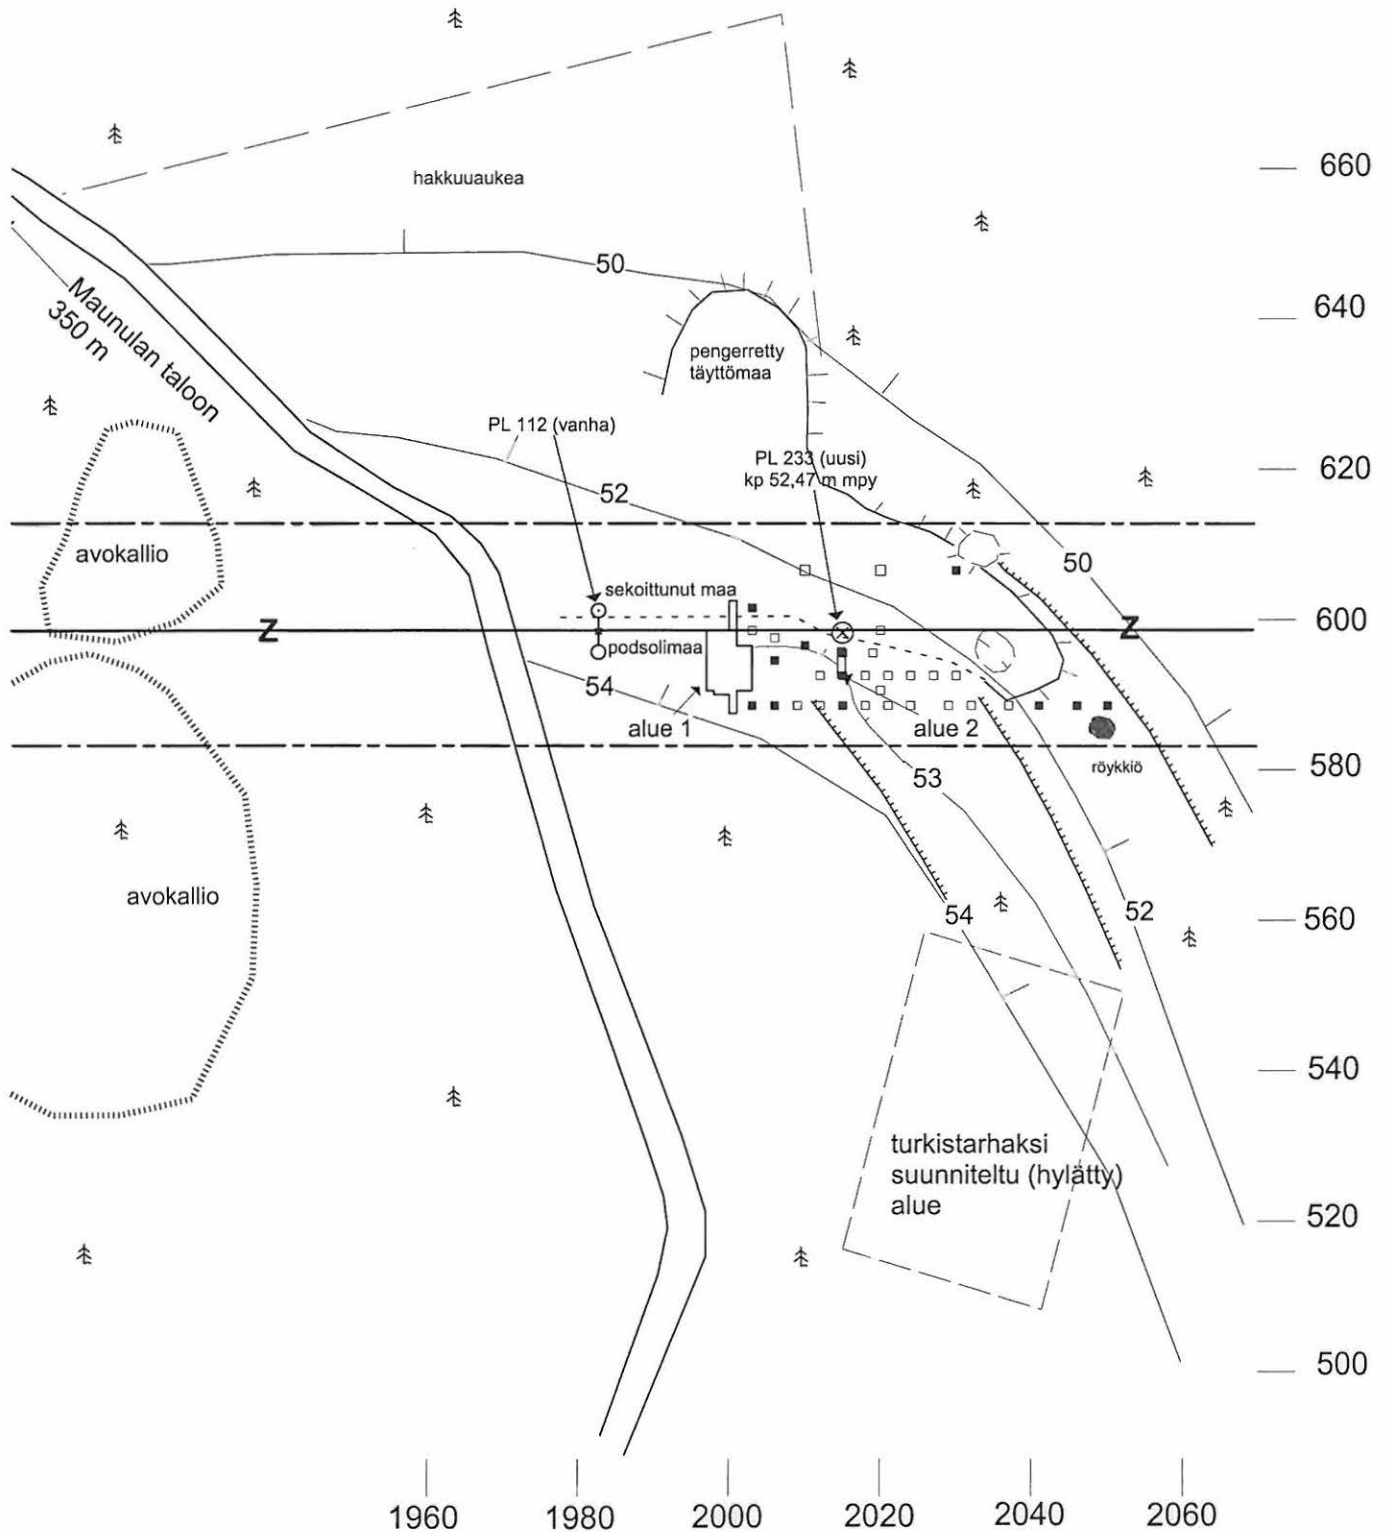 660
hakkuuaukea
50
Maunulan taloon
350 m
640
pengerretty
täyttömaa
PL 112 (vanha)
PL 233 (uusi)
kp 52,47 m mpy
620
52
avokallio
50
sekoittunut maa
600
Z
Z
podsolimaa
54
alue 1
alue 2
röykkiö
580
53
avokallio
54
52
560
540
turkistarhaksi
suunniteltu (hylätty)
alue
520
500
1960
1980
2000
2020
2040
2060